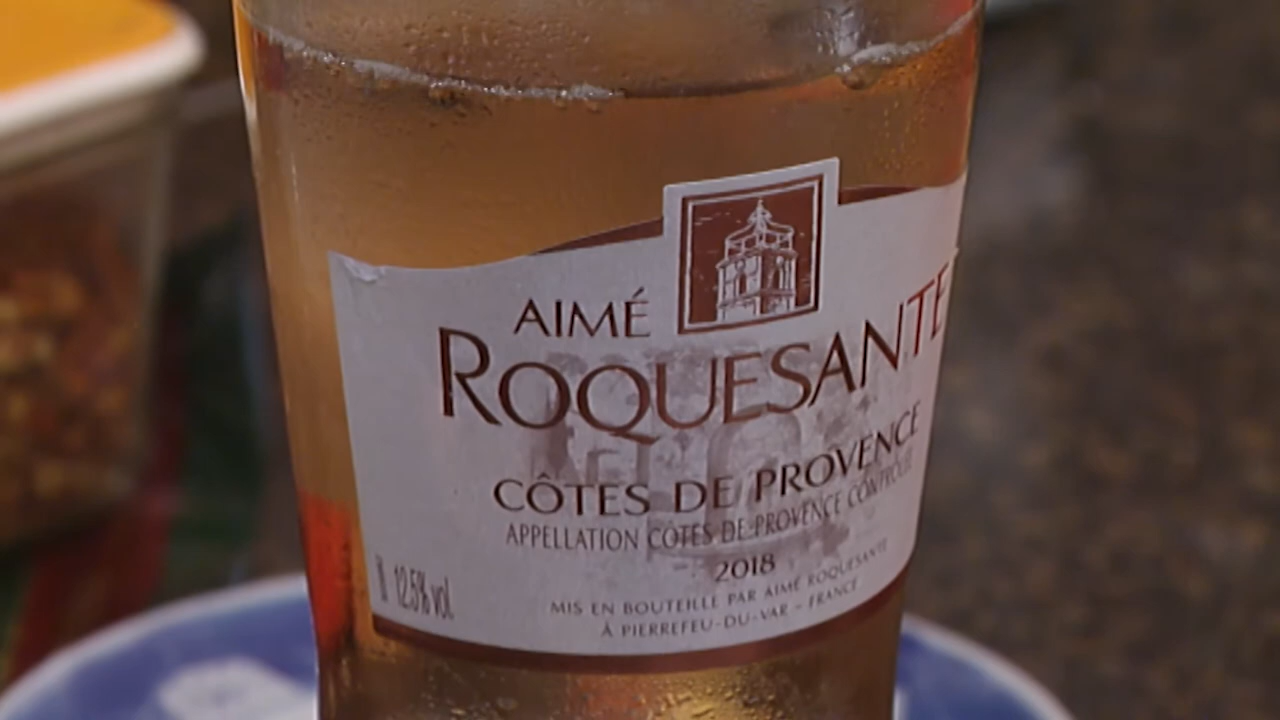 AIMÉ
ROQUESANTE
CÔTES DE PROVENCE
APPELLATION CÔTES DE PROVENCE CONTRÔLÉE
2018
12.5% vol
MIS EN BOUTEILLE PAR AIMÉ ROQUESANTE
À PIERREFEU-DU-VAR - FRANCE